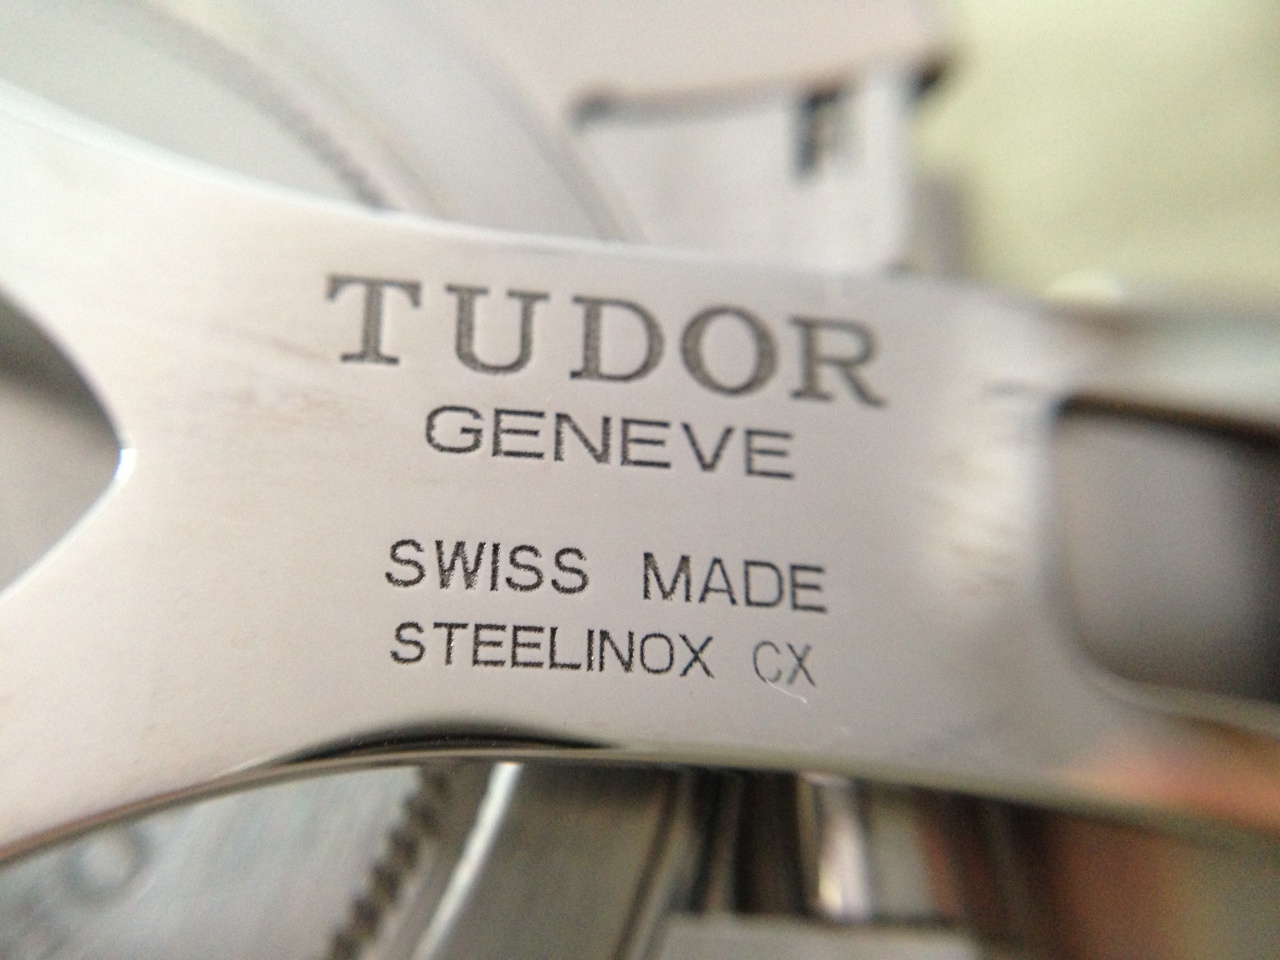 TUDOR
GENEVE
SWISS MADE
STEELINOX CX